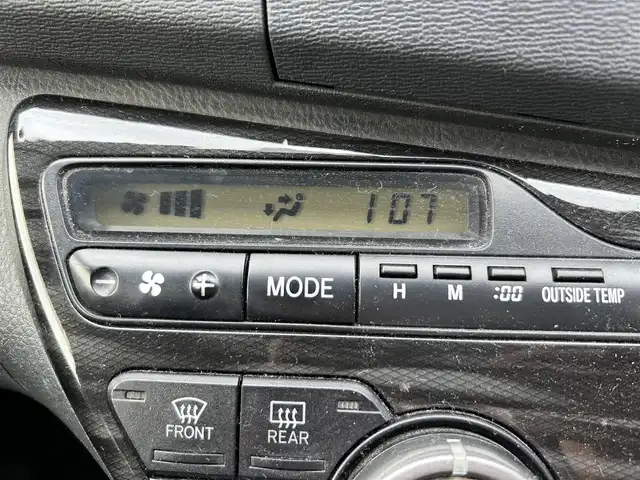 107
MODE
H M :00 OUTSIDE TEMP
FRONT REAR